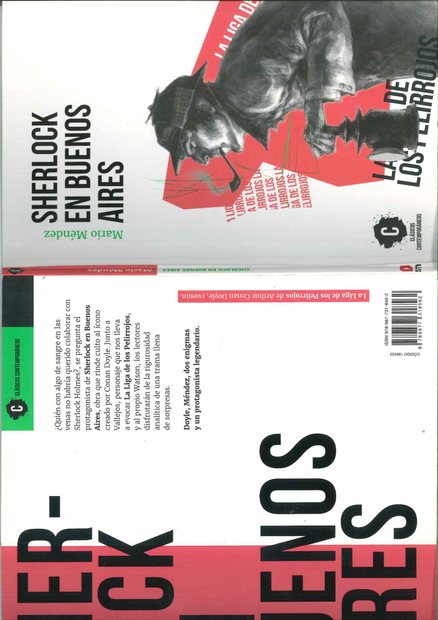 SHERLOCK
EN BUENOS
AIRES
Mario Méndez
LA LIGA DE
LA
DE
LOS PELIRROJOS
C
CLÁSICOS
CONTEMPORÁNEOS
Mario Méndez
SHERLOCK EN BUENOS AIRES
C
CLÁSICOS CONTEMPORÁNEOS
¿Quién con algo de sangre en las
venas no habría querido colaborar con
Sherlock Holmes?, se pregunta el
protagonista de Sherlock en Buenos
Aires, obra que rinde culto al ícono
creado por Conan Doyle. Junto a
Vallejos, personaje que nos lleva
a evocar La Liga de los Pelirrojos,
y al propio Watson, los lectores
disfrutarán de la rigurosidad
analítica de una trama llena
de sorpresas.
Doyle, Méndez, dos enigmas
y un protagonista legendario.
La Liga de los Pelirrojos de Arthur Conan Doyle, cuento.
HER-
CK
UENOS
RES